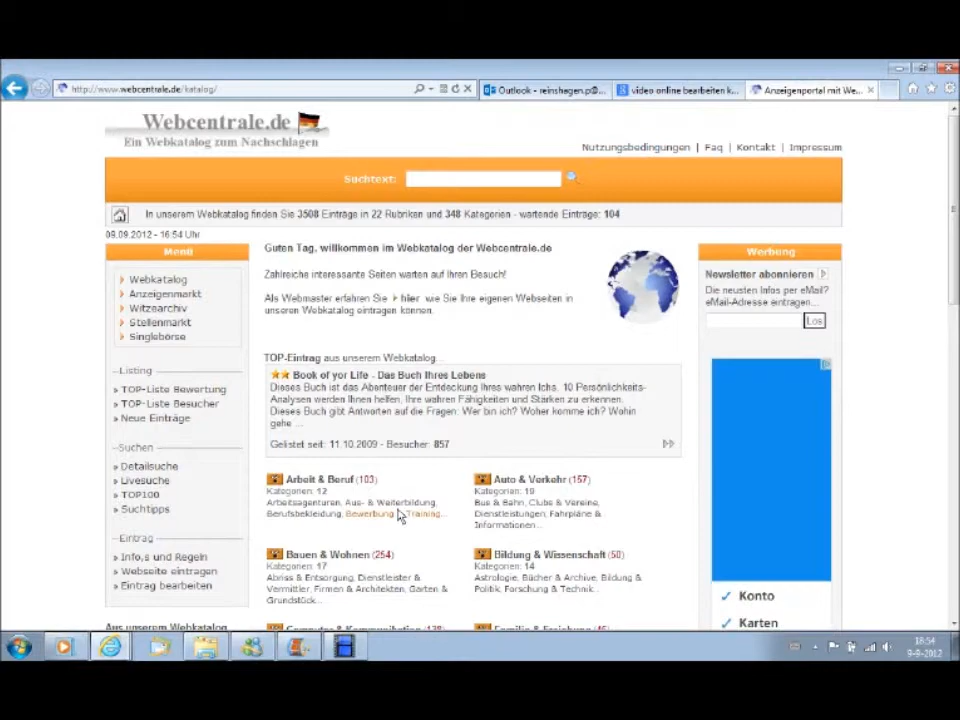 http://www.webcentrale.de/katalog/
Outlook - reinshagen.p@...
video online bearbeiten k...
Anzeigenportal mit We...
Webcentrale.de
Ein Webkatalog zum Nachschlagen
Nutzungsbedingungen | Faq | Kontakt | Impressum
Suchtext:
In unserem Webkatalog finden Sie 3508 Einträge in 22 Rubriken und 348 Kategorien - wartende Einträge: 104
09.09.2012 - 16:54 Uhr
Menü
Webkatalog
Anzeigenmarkt
Witzearchiv
Stellenmarkt
Singlebörse
Listing
» TOP-Liste Bewertung
» TOP-Liste Besucher
» Neue Einträge
Suchen
» Detailsuche
» Livesuche
» TOP100
» Suchtipps
Eintrag
» Info,s und Regeln
» Webseite eintragen
» Eintrag bearbeiten
Aus unserem Webkatalog
Guten Tag, willkommen im Webkatalog der Webcentrale.de
Zahlreiche interessante Seiten warten auf Ihren Besuch!
Als Webmaster erfahren Sie hier wie Sie Ihre eigenen Webseiten in
unseren Webkatalog eintragen können.
TOP-Eintrag aus unserem Webkatalog...
Book of yor Life - Das Buch Ihres Lebens
Dieses Buch ist das Abenteuer der Entdeckung Ihres wahren Ichs. 10 Persönlichkeits-
Analysen werden Ihnen helfen, Ihre wahren Fähigkeiten und Stärken zu erkennen.
Dieses Buch gibt Antworten auf die Fragen: Wer bin ich? Woher komme ich? Wohin
gehe ...
Gelistet seit: 11.10.2009 - Besucher: 857
Arbeit & Beruf (103)
Kategorien: 12
Arbeitsagenturen, Aus- & Weiterbildung,
Berufsbekleidung, Bewerbung & Training...
Auto & Verkehr (157)
Kategorien: 19
Bus & Bahn, Clubs & Vereine,
Dienstleistungen, Fahrpläne &
Informationen...
Bauen & Wohnen (254)
Kategorien: 17
Abriss & Entsorgung, Dienstleister &
Vermittler, Firmen & Architekten, Garten &
Grundstück...
Bildung & Wissenschaft (50)
Kategorien: 14
Astrologie, Bücher & Archive, Bildung &
Politik, Forschung & Technik...
Computer & Kommunikation
Familie & Erziehung
Werbung
Newsletter abonnieren
Die neusten Infos per eMail?
eMail-Adresse eintragen...
Los
Konto
Karten
18:54
9-9-2012